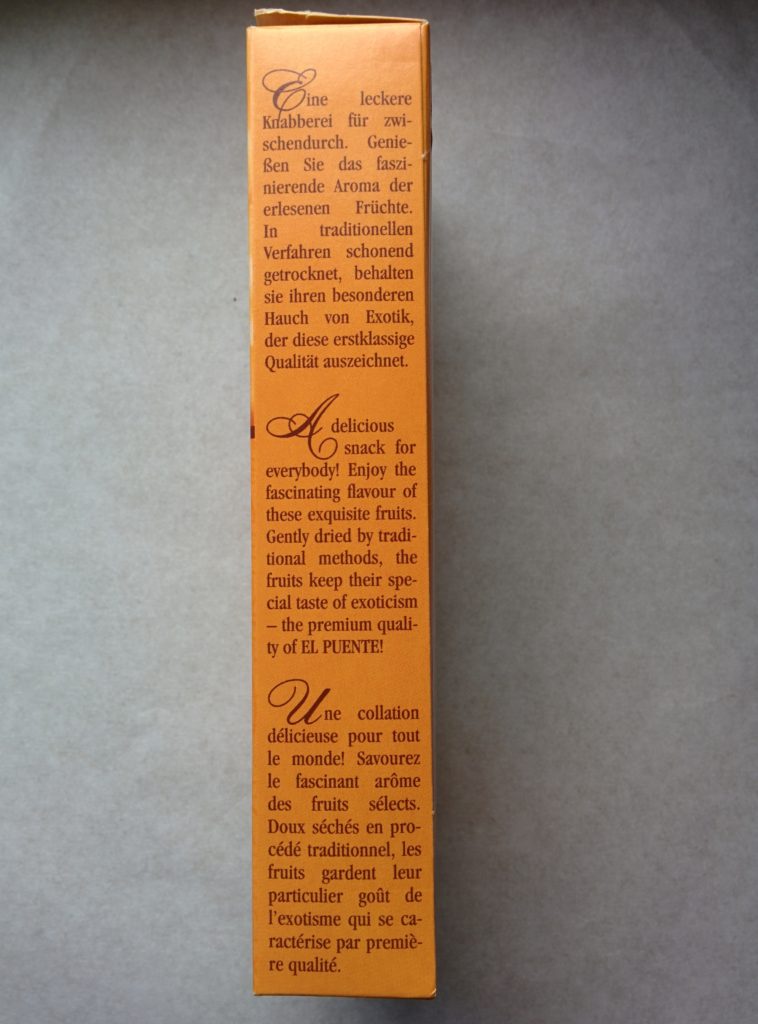 Eine leckere
Knabberei für zwi-
schendurch. Genie-
ßen Sie das faszi-
nierende Aroma der
erlesenen Früchte.
In traditionellen
Verfahren schonend
getrocknet, behalten
sie ihren besonderen
Hauch von Exotik,
der diese erstklassige
Qualität auszeichnet.
A delicious
snack for
everybody! Enjoy the
fascinating flavour of
these exquisite fruits.
Gently dried by tradi-
tional methods, the
fruits keep their spe-
cial taste of exoticism
– the premium quali-
ty of EL PUENTE!
Une collation
délicieuse pour tout
le monde! Savourez
le fascinant arôme
des fruits sélects.
Doux séchés en pro-
cédé traditionnel, les
fruits gardent leur
particulier goût de
l'exotisme qui se ca-
ractérise par premiè-
re qualité.